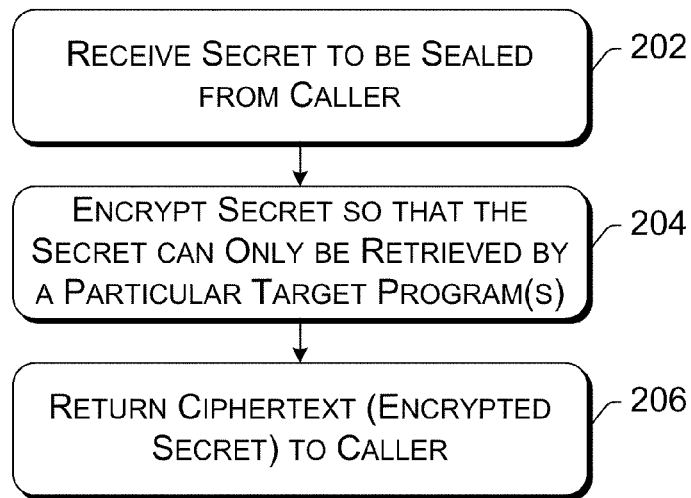 RECEIVE SECRET TO BE SEALED
FROM CALLER
202
ENCRYPT SECRET SO THAT THE
SECRET CAN ONLY BE RETRIEVED BY
A PARTICULAR TARGET PROGRAM(S)
204
RETURN CIPHERTEXT (ENCRYPTED
SECRET) TO CALLER
206